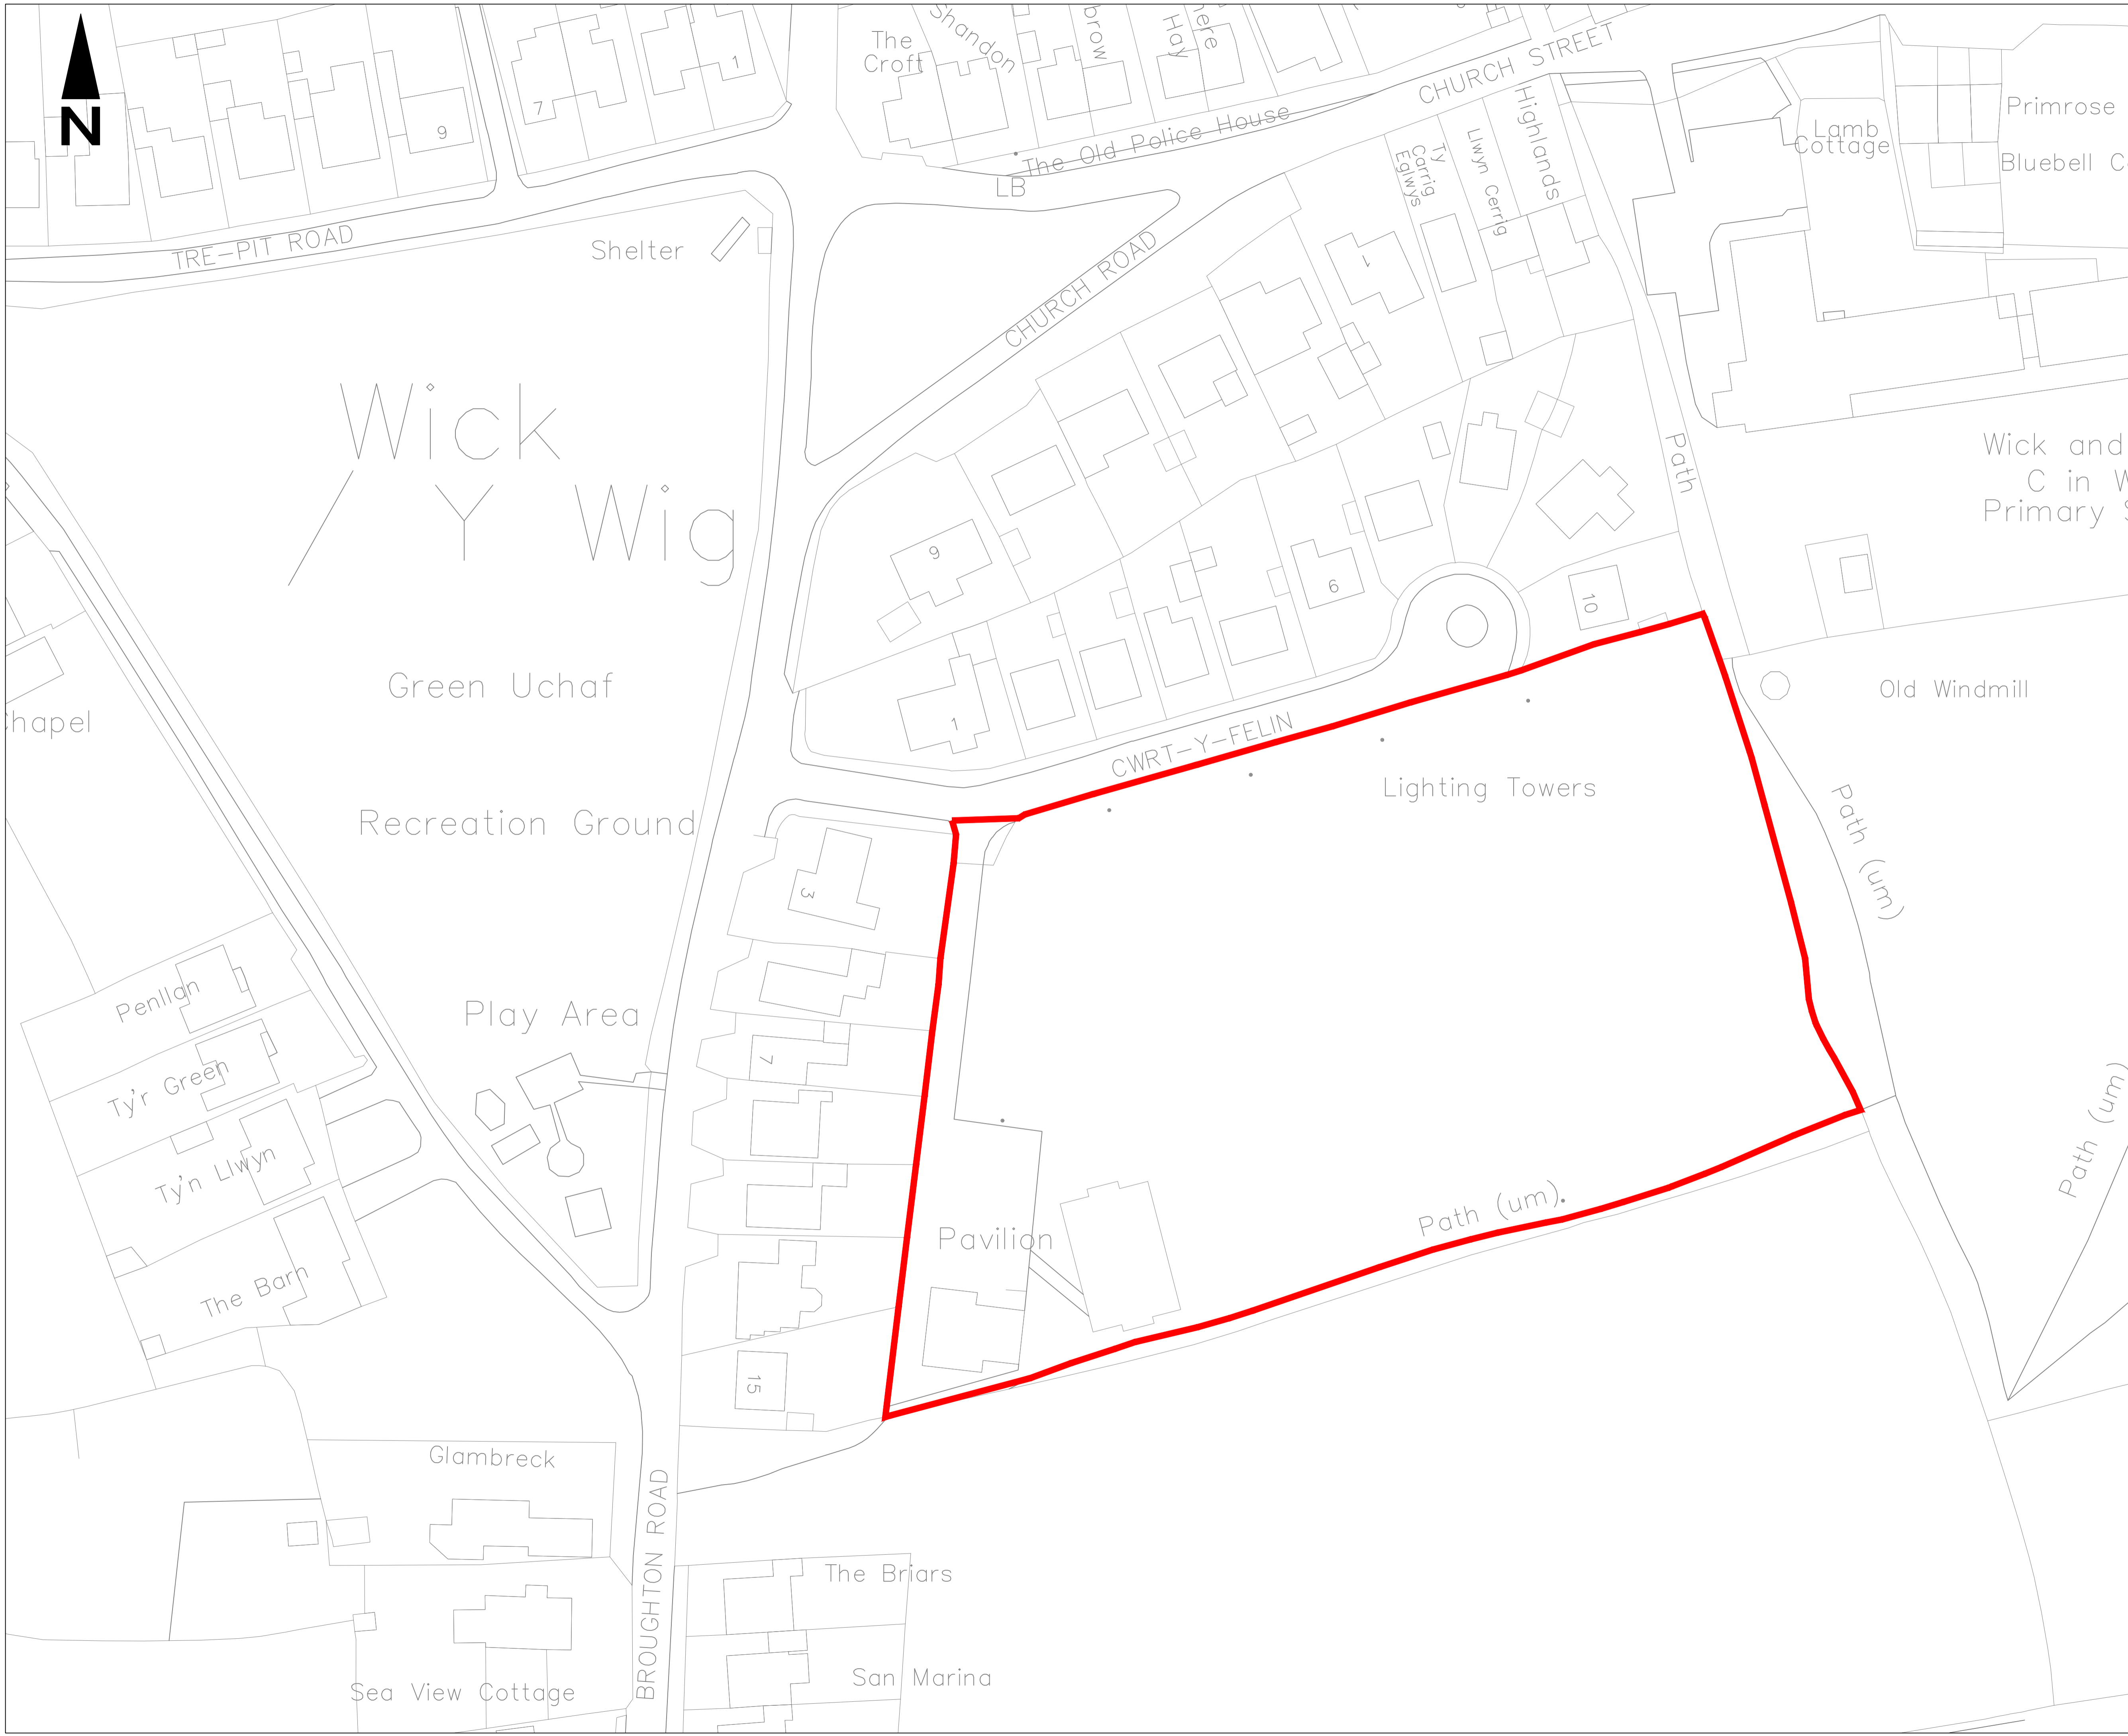 N
The
Croft
Shandon
brow
Hay
nere
7
1
9
CHURCH STREET
The Old Police House
LB
Highlands
Llwyn Cerrig
Ty
Carrig
Eglwys
Lamb
Cottage
Primrose
Bluebell C
TRE-PIT ROAD
Shelter
CHURCH ROAD
1
Wick
/ Y Wig
Path
Wick and
C in W
Primary S
9
6
10
Green Uchaf
Chapel
1
CWRT-Y-FELIN
Old Windmill
Lighting Towers
Recreation Ground
Path (um)
3
Penllan
Play Area
7
Ty'r Green
Path (um)
Ty'n Llwyn
Path (um)
Pavilion
The Barn
15
Glambreck
BROUGHTON ROAD
The Briars
San Marina
Sea View Cottage